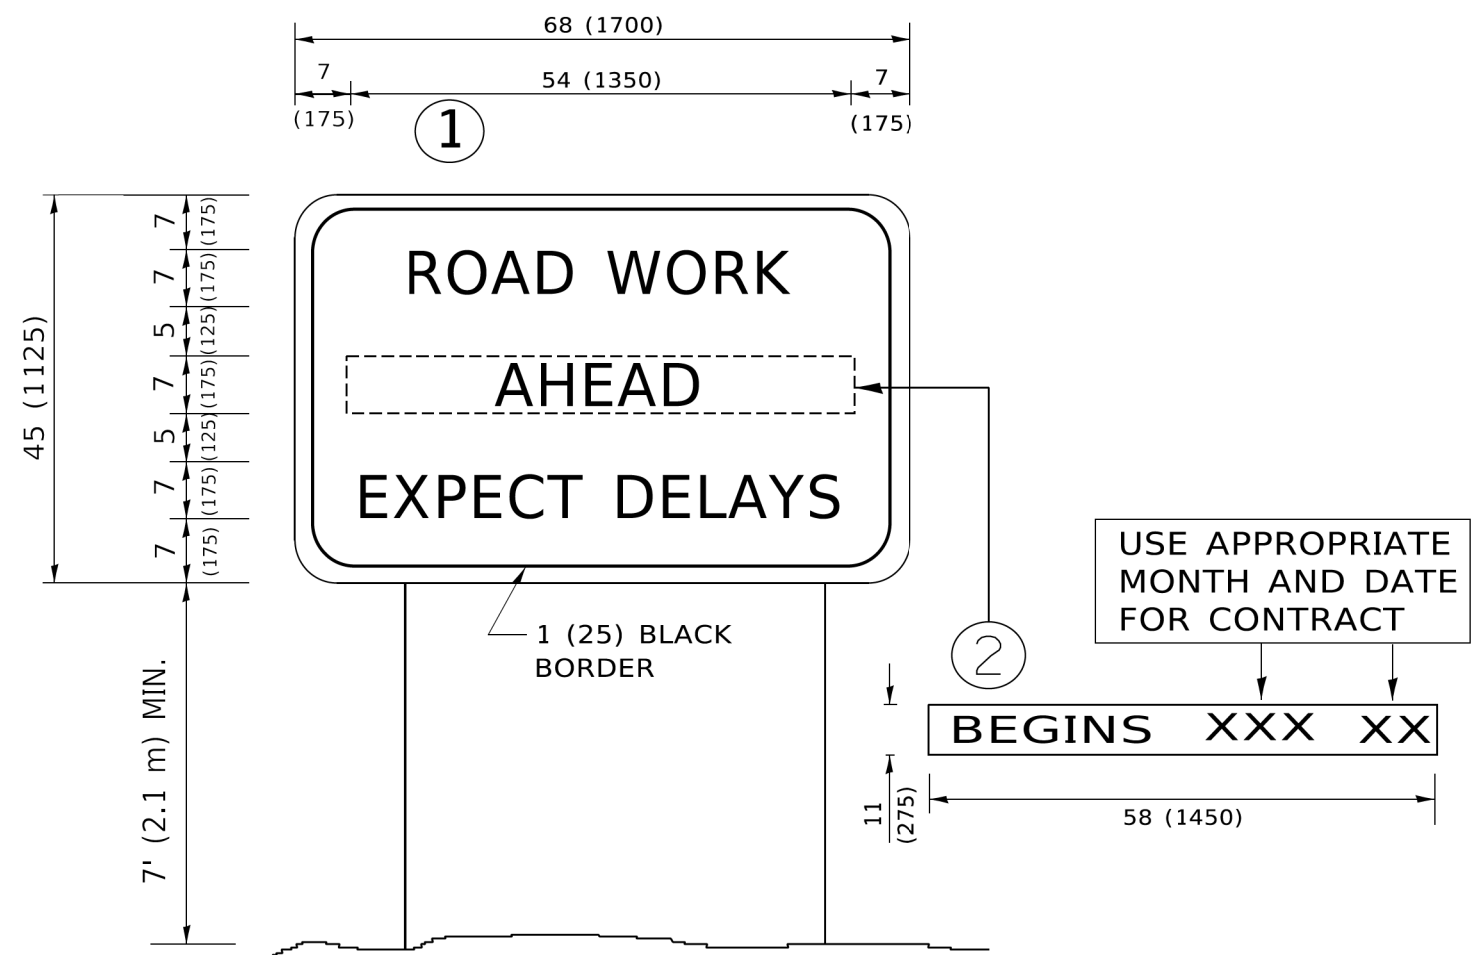 68 (1700)
7
54 (1350)
7
(175)
(175)
1
7
(175)
7
(175)
5
(125)
7
(175)
5
(125)
7
(175)
7
(175)
45 (1125)
ROAD WORK
AHEAD
EXPECT DELAYS
1 (25) BLACK
BORDER
7' (2.1 m) MIN.
USE APPROPRIATE
MONTH AND DATE
FOR CONTRACT
2
BEGINS XXX XX
11
(275)
58 (1450)